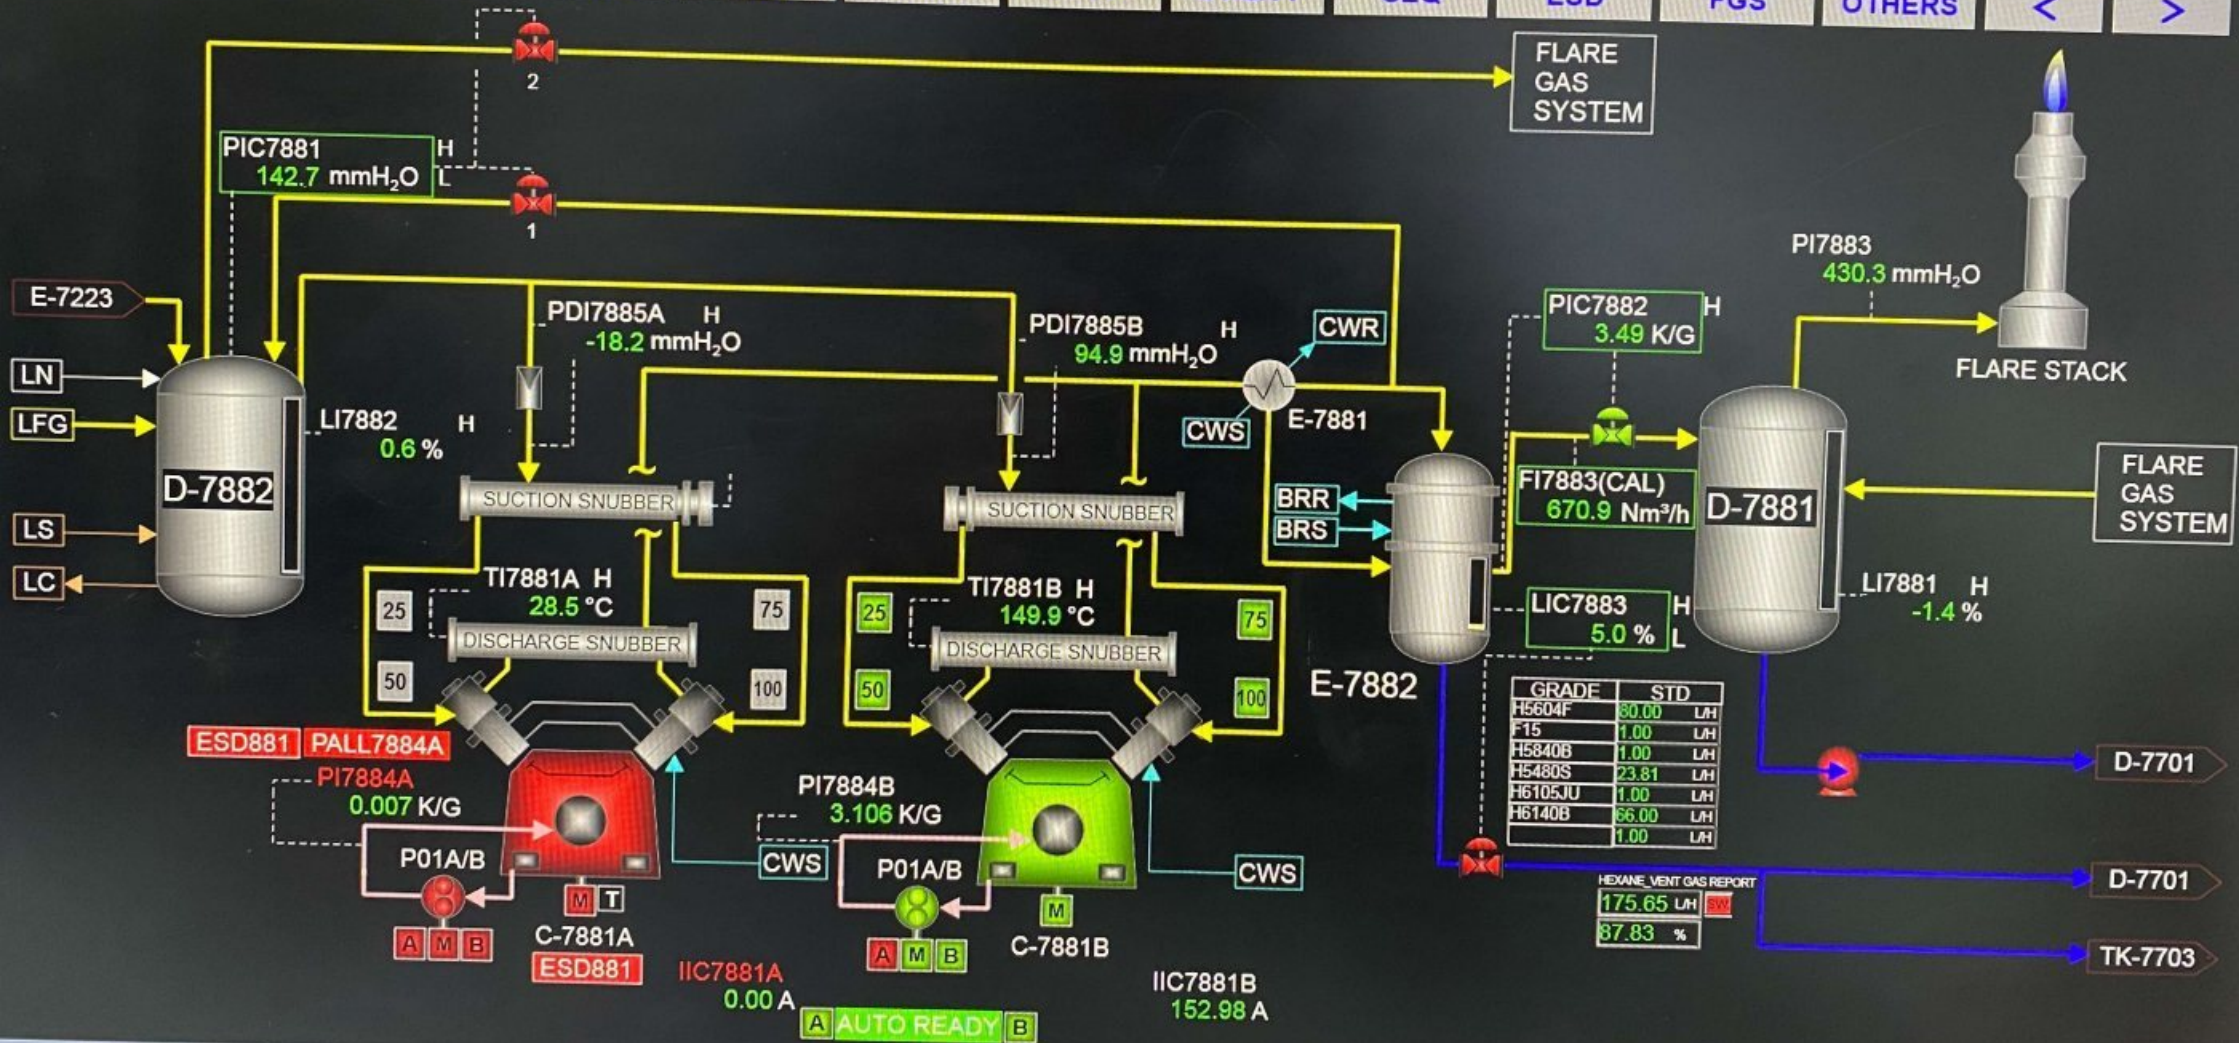 ESD
FGS
OTHERS
<
>
2
FLARE
GAS
SYSTEM
PIC7881 H
142.7 mmH₂O L
1
E-7223
LN
LFG
LS
LC
D-7882
LI7882 H
0.6 %
PDI7885A H
-18.2 mmH₂O
PDI7885B H
94.9 mmH₂O
CWR
CWS
E-7881
PIC7882 H
3.49 K/G
PI7883
430.3 mmH₂O
FLARE STACK
SUCTION SNUBBER
SUCTION SNUBBER
BRR
BRS
FI7883(CAL)
670.9 Nm³/h
D-7881
FLARE
GAS
SYSTEM
TI7881A H
28.5 °C
25
75
DISCHARGE SNUBBER
50
100
TI7881B H
149.9 °C
25
75
DISCHARGE SNUBBER
50
100
E-7882
LIC7883 H
5.0 % L
LI7881 H
-1.4 %
GRADE STD
H5604F 80.00 L/H
F15 1.00 L/H
H5840B 1.00 L/H
H5480S 23.81 L/H
H6105JU 1.00 L/H
H6140B 66.00 L/H
1.00 L/H
D-7701
ESD881 PALL7884A
PI7884A
0.007 K/G
P01A/B
A M B
M T
C-7881A
ESD881
CWS
PI7884B
3.106 K/G
P01A/B
A M B
M
C-7881B
CWS
IIC7881A
0.00 A
IIC7881B
152.98 A
A AUTO READY B
HEXANE_VENT GAS REPORT
175.65 L/H SW
87.83 %
D-7701
TK-7703